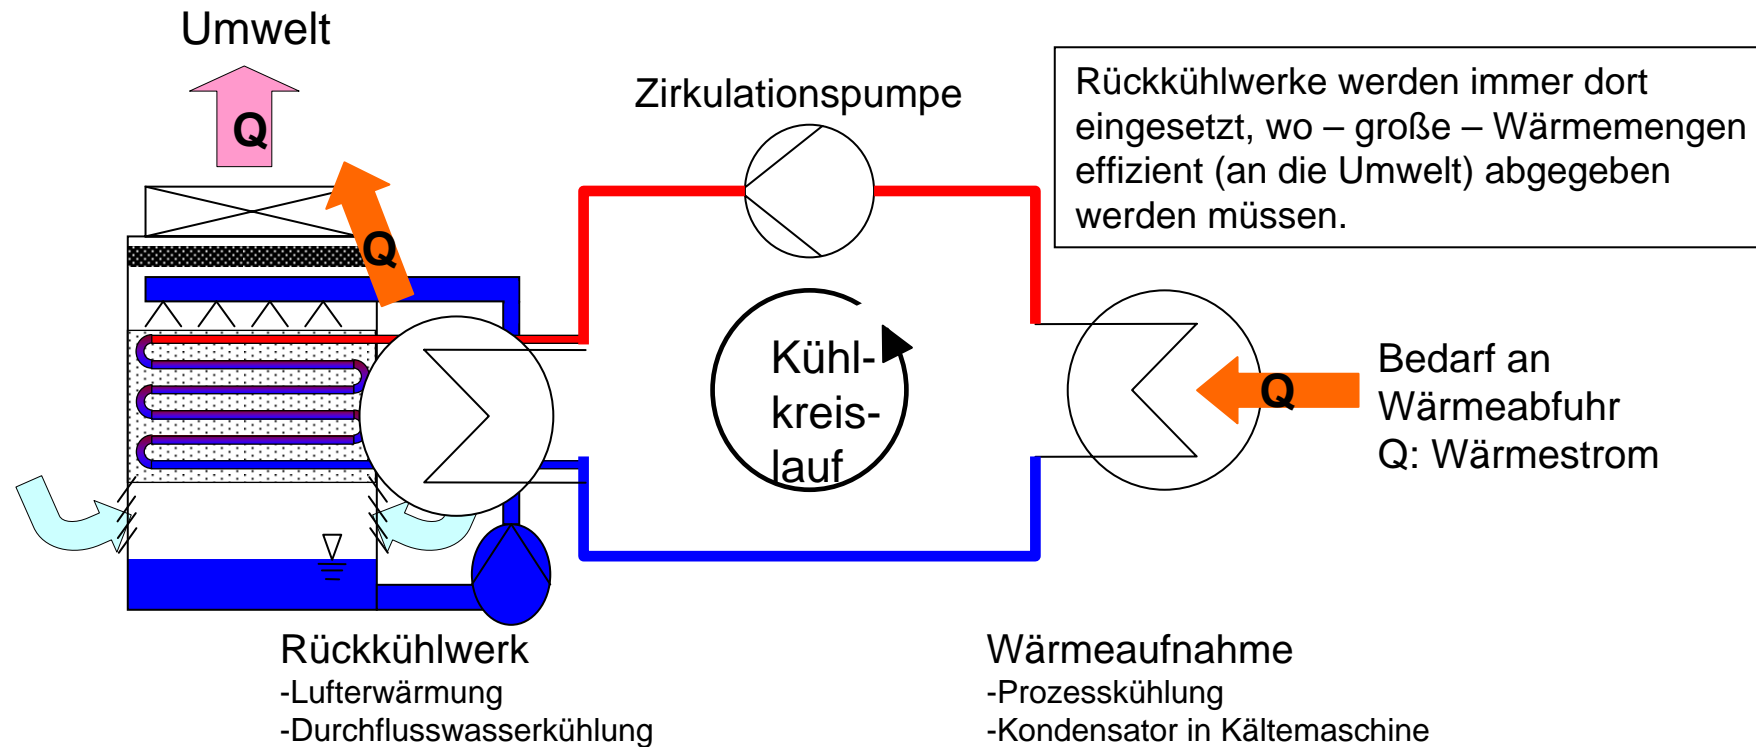 Umwelt
Q
Q
Zirkulationspumpe
Rückkühlwerke werden immer dort
eingesetzt, wo – große – Wärmemengen
effizient (an die Umwelt) abgegeben
werden müssen.
Kühl-
kreis-
lauf
Q
Bedarf an
Wärmeabfuhr
Q: Wärmestrom
Rückkühlwerk
-Lufterwärmung
-Durchflusswasserkühlung
Wärmeaufnahme
-Prozesskühlung
-Kondensator in Kältemaschine